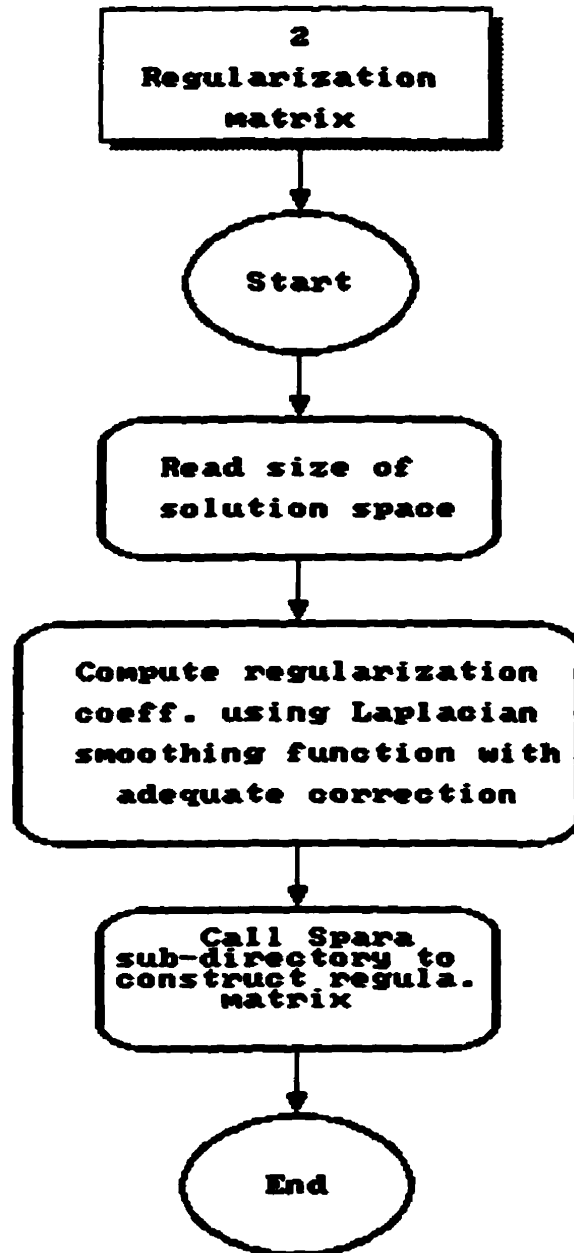 2
Regularization
matrix
Start
Read size of
solution space
Compute regularization
coeff. using Laplacian
smoothing function with
adequate correction
Call Spara
sub-directory to
construct regula.
matrix
End